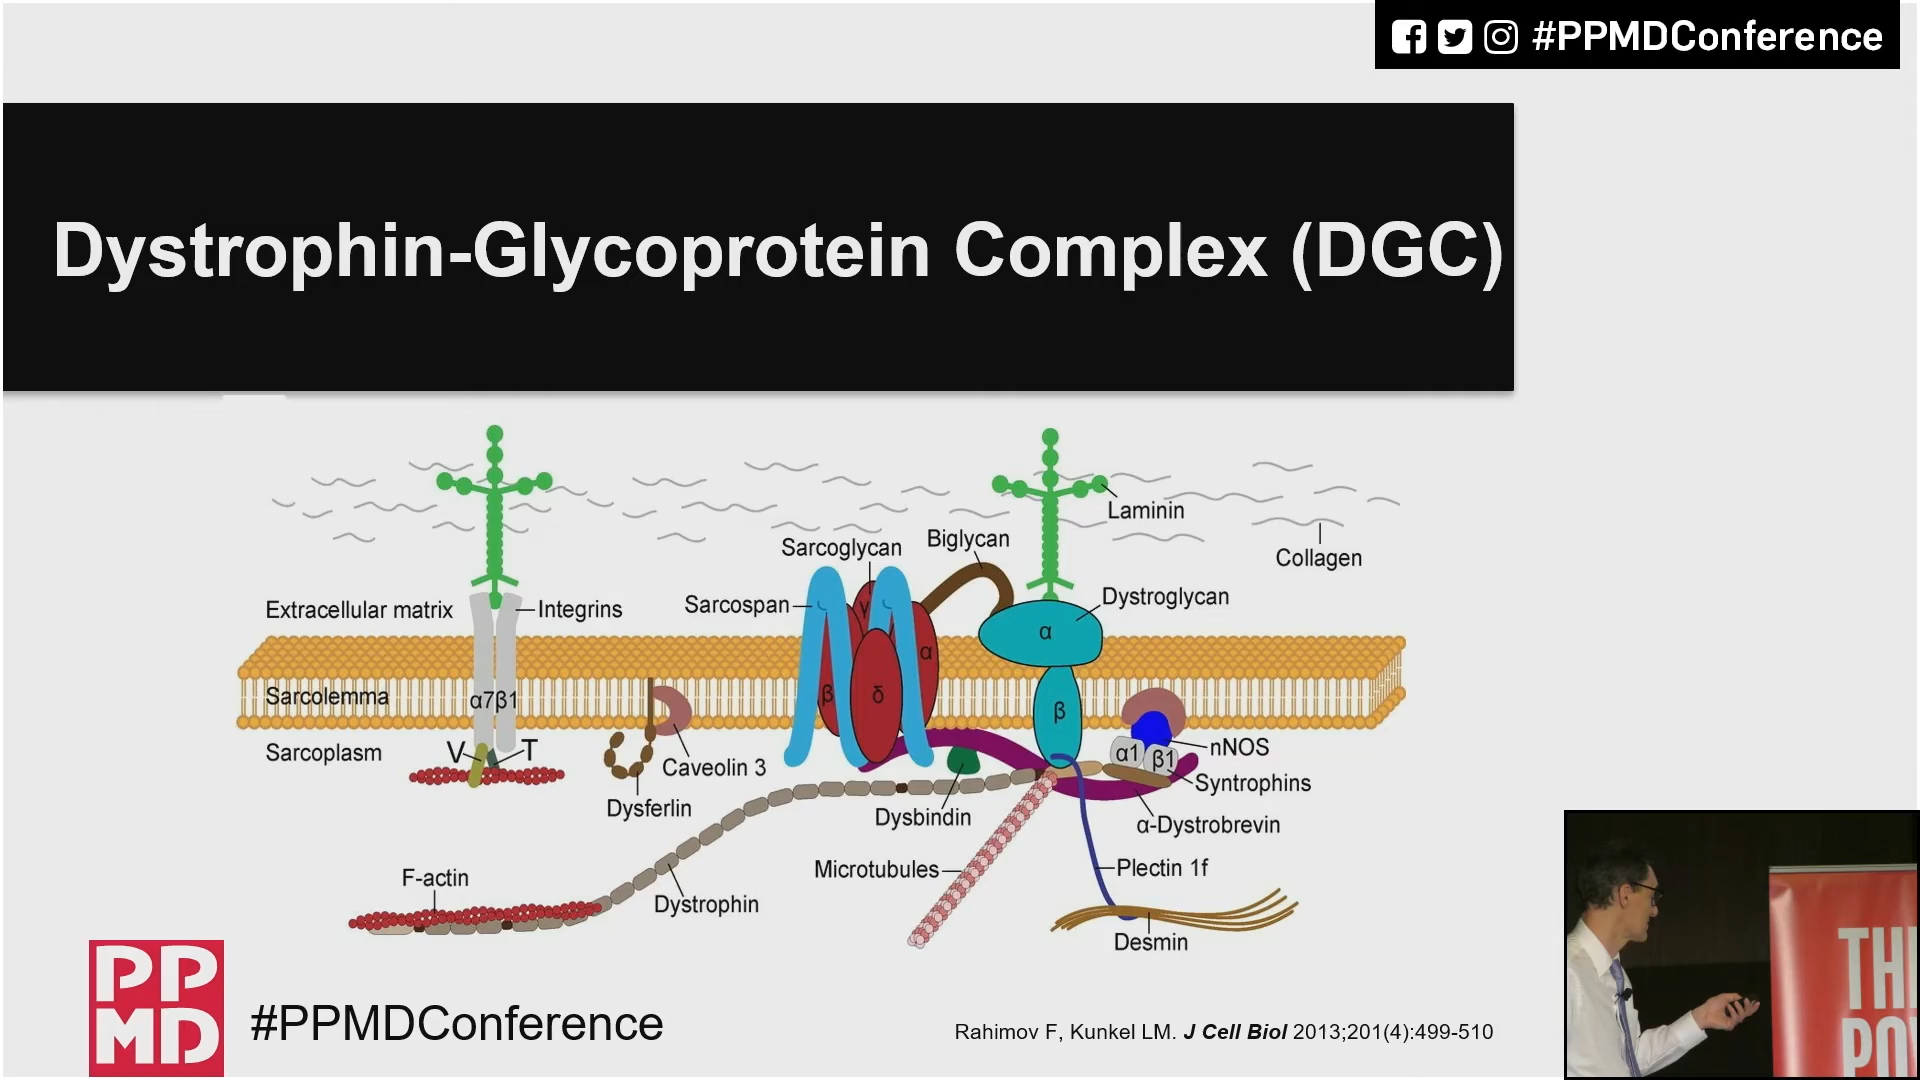 #PPMDConference
Dystrophin-Glycoprotein Complex (DGC)
Laminin
Collagen
Sarcoglycan
Biglycan
Extracellular matrix
Integrins
Sarcospan
Dystroglycan
α
γ
α
Sarcolemma
α7β1
β
δ
β
Sarcoplasm
V
T
Caveolin 3
nNOS
α1
β1
Syntrophins
Dysferlin
Dysbindin
α-Dystrobrevin
Microtubules
Plectin 1f
F-actin
Dystrophin
Desmin
PP
MD
#PPMDConference
Rahimov F, Kunkel LM. J Cell Biol 2013;201(4):499-510